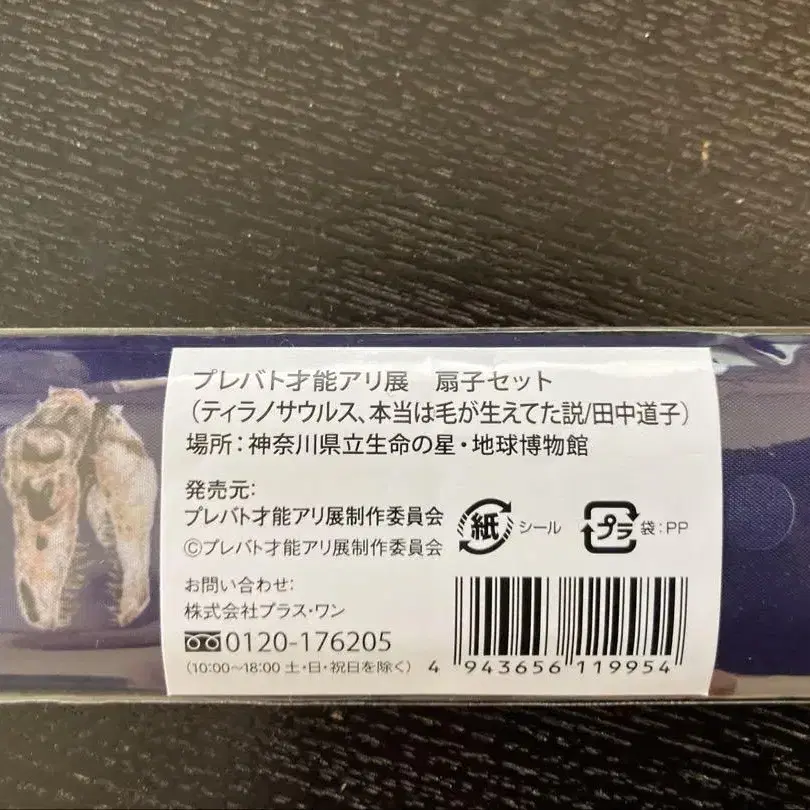 プレバト才能アリ展　扇子セット
（ティラノサウルス、本当は毛が生えてた説/田中道子）
場所：神奈川県立生命の星・地球博物館
発売元：
プレバト才能アリ展制作委員会
©プレバト才能アリ展制作委員会
紙 シール
プラ 袋：PP
お問い合わせ：
株式会社プラス・ワン
0120-176205
（10:00〜18:00 土・日・祝日を除く）
4 943656 119954